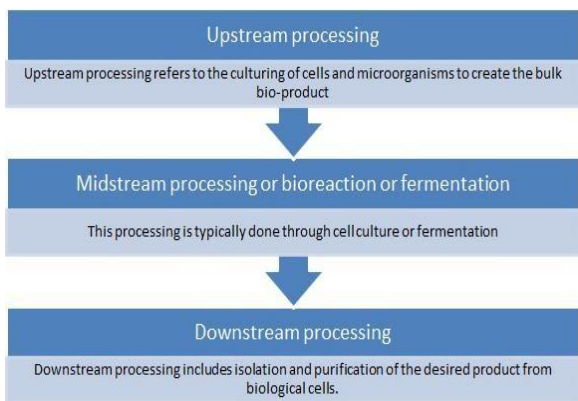 Upstream processing
Upstream processing refers to the culturing of cells and microorganisms to create the bulk
bio-product
Midstream processing or bioreaction or fermentation
This processing is typically done through cell culture or fermentation
Downstream processing
Downstream processing includes isolation and purification of the desired product from
biological cells.